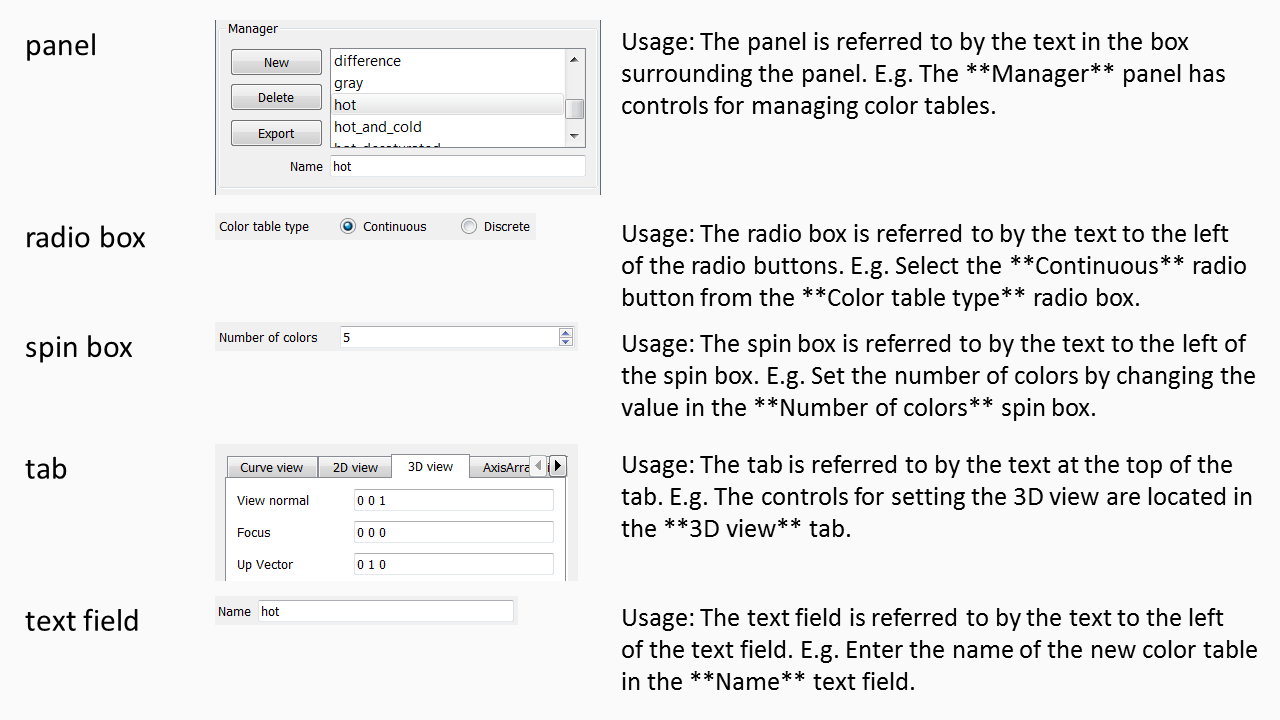 panel
Manager
New
Delete
Export
difference
gray
hot
hot_and_cold
Name hot
Usage: The panel is referred to by the text in the box
surrounding the panel. E.g. The **Manager** panel has
controls for managing color tables.
radio box
Color table type Continuous Discrete
Usage: The radio box is referred to by the text to the left
of the radio buttons. E.g. Select the **Continuous** radio
button from the **Color table type** radio box.
spin box
Number of colors 5
Usage: The spin box is referred to by the text to the left of
the spin box. E.g. Set the number of colors by changing the
value in the **Number of colors** spin box.
tab
Curve view 2D view 3D view AxisArra
View normal 0 0 1
Focus 0 0 0
Up Vector 0 1 0
Usage: The tab is referred to by the text at the top of the
tab. E.g. The controls for setting the 3D view are located in
the **3D view** tab.
text field
Name hot
Usage: The text field is referred to by the text to the left
of the text field. E.g. Enter the name of the new color table
in the **Name** text field.